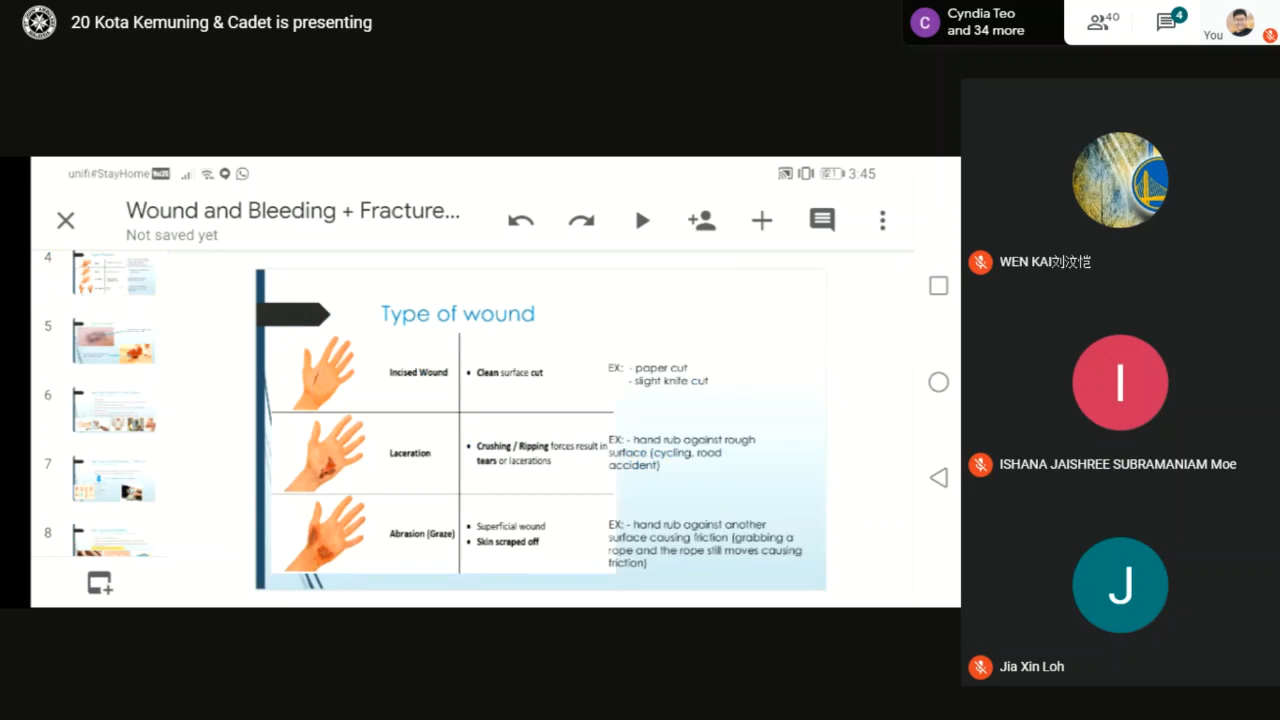 20 Kota Kemuning & Cadet is presenting
Cyndia Teo
and 34 more
C
40
4
You
unifi#StayHome VoLTE
21
3:45
Wound and Bleeding + Fracture...
Not saved yet
4
5
6
7
8
Type of wound
Incised Wound
• Clean surface cut
EX: - paper cut
- slight knife cut
Laceration
• Crushing / Ripping forces result in
tears or lacerations
EX: - hand rub against rough
surface (cycling, road
accident)
Abrasion (Graze)
• Superficial wound
• Skin scraped off
EX: - hand rub against another
surface causing friction (grabbing a
rope and the rope still moves causing
friction)
WEN KAI刘汶恺
I
ISHANA JAISHREE SUBRAMANIAM Moe
J
Jia Xin Loh